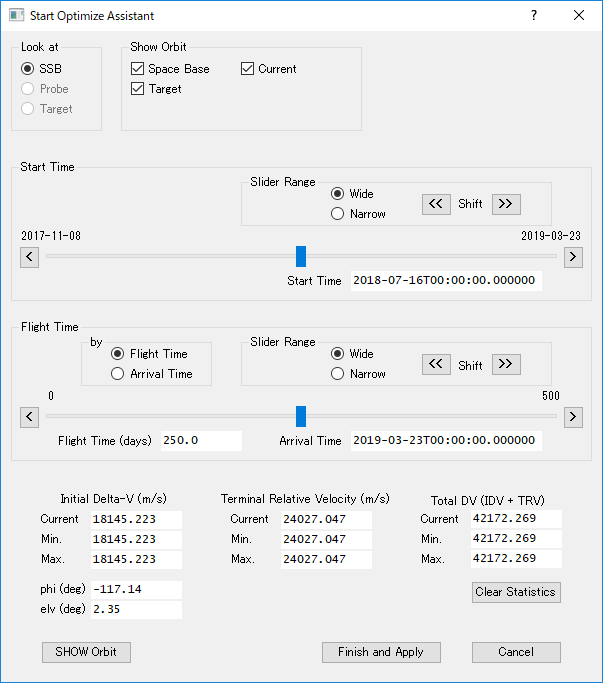 Start Optimize Assistant
?
Look at
SSB
Probe
Target
Show Orbit
Space Base
Current
Target
Start Time
Slider Range
Wide
Narrow
<< Shift >>
2017-11-08
2019-03-23
< >
Start Time 2018-07-16T00:00:00.000000
Flight Time
by
Flight Time
Arrival Time
Slider Range
Wide
Narrow
<< Shift >>
0
500
< >
Flight Time (days) 250.0
Arrival Time 2019-03-23T00:00:00.000000
Initial Delta-V (m/s)
Current 18145.223
Min. 18145.223
Max. 18145.223
phi (deg) -117.14
elv (deg) 2.35
Terminal Relative Velocity (m/s)
Current 24027.047
Min. 24027.047
Max. 24027.047
Total DV (IDV + TRV)
Current 42172.269
Min. 42172.269
Max. 42172.269
Clear Statistics
SHOW Orbit
Finish and Apply
Cancel